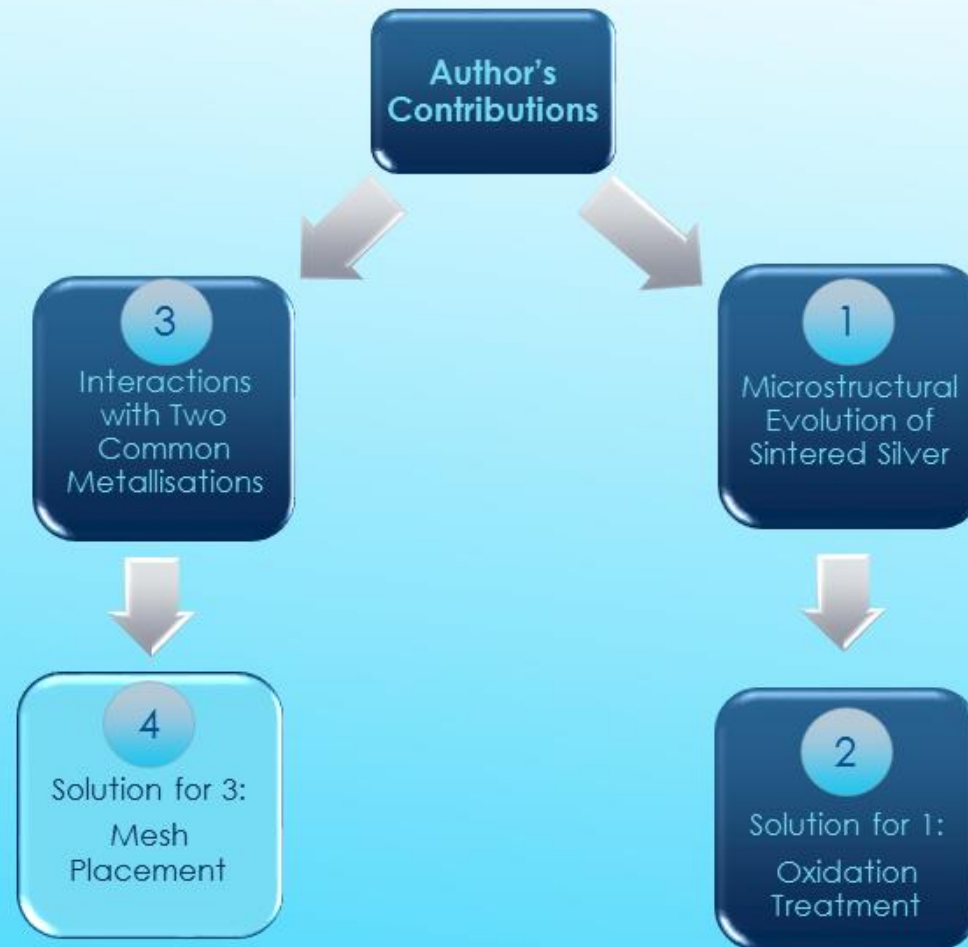 Author's
Contributions
3
Interactions
with Two
Common
Metallisations
1
Microstructural
Evolution of
Sintered Silver
4
Solution for 3:
Mesh
Placement
2
Solution for 1:
Oxidation
Treatment